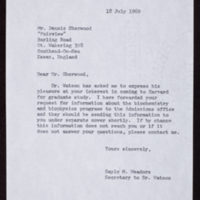 18 July 1968
Mr. Dennis Sherwood
"Fairview"
Barling Road
Gt. Wakering
Southend-On-Sea
Essex, England
Dear Mr. Sherwood,
Dr. Watson has asked me to express his
pleasure at your interest in coming to Harvard
for graduate study. I have forwarded your
request for information about the biochemistry
and biophysics program to the Admissions office
and they should be sending this information to
you under separate cover shortly. If by chance
this information does not reach you or if it
does not answer your questions, please contact me.
Yours sincerely,
Gayle M. Meadors
Secretary to Dr. Watson